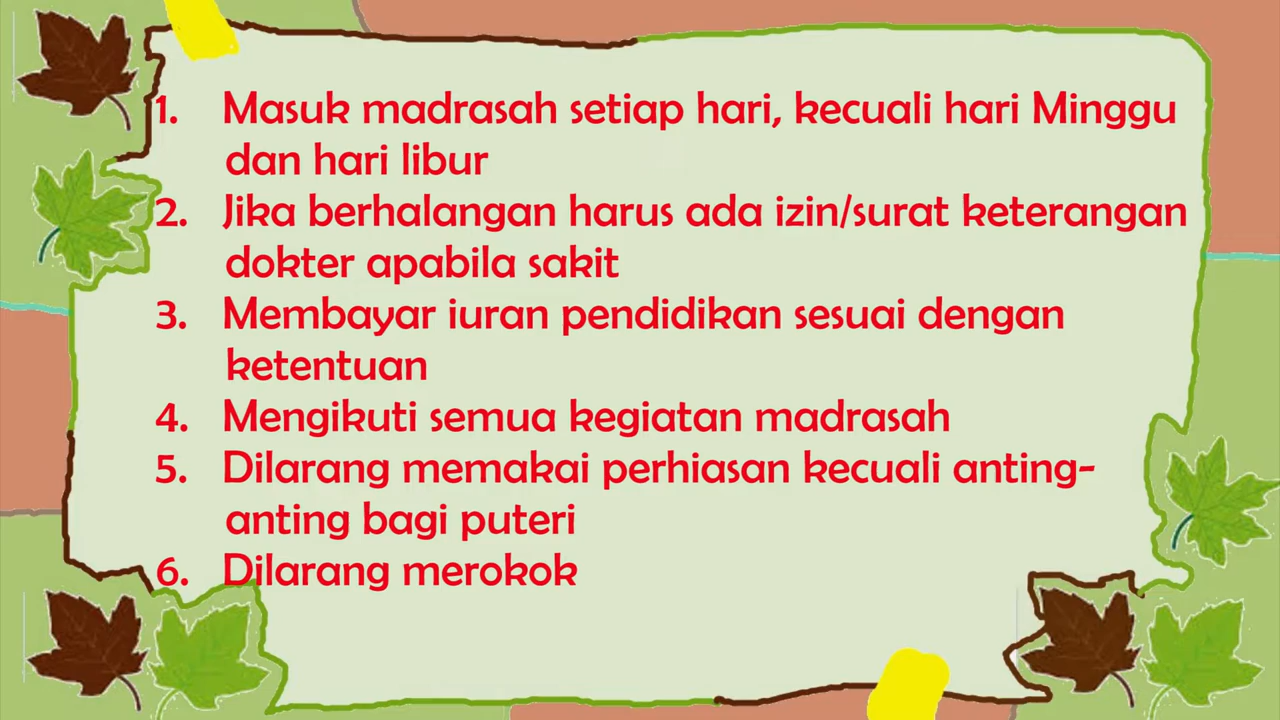 1. Masuk madrasah setiap hari, kecuali hari Minggu
dan hari libur
2. Jika berhalangan harus ada izin/surat keterangan
dokter apabila sakit
3. Membayar iuran pendidikan sesuai dengan
ketentuan
4. Mengikuti semua kegiatan madrasah
5. Dilarang memakai perhiasan kecuali anting-
anting bagi puteri
6. Dilarang merokok